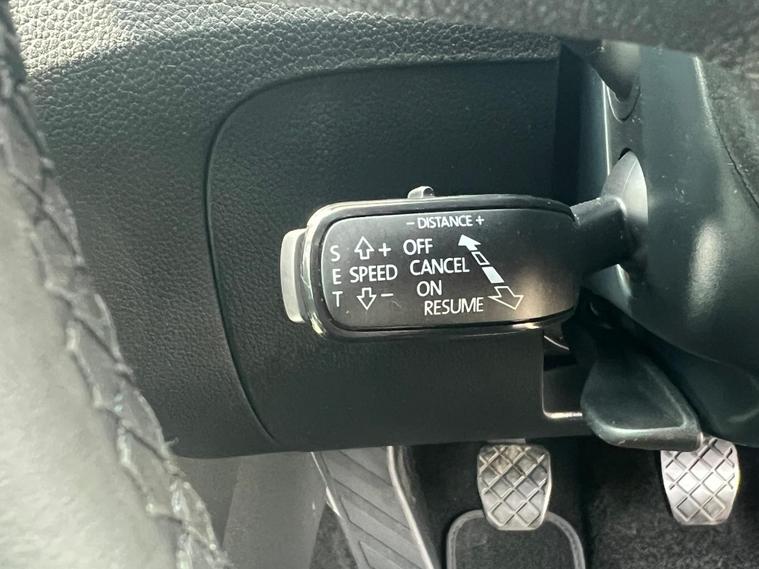 − DISTANCE +
S + OFF
E SPEED CANCEL
T − ON
RESUME